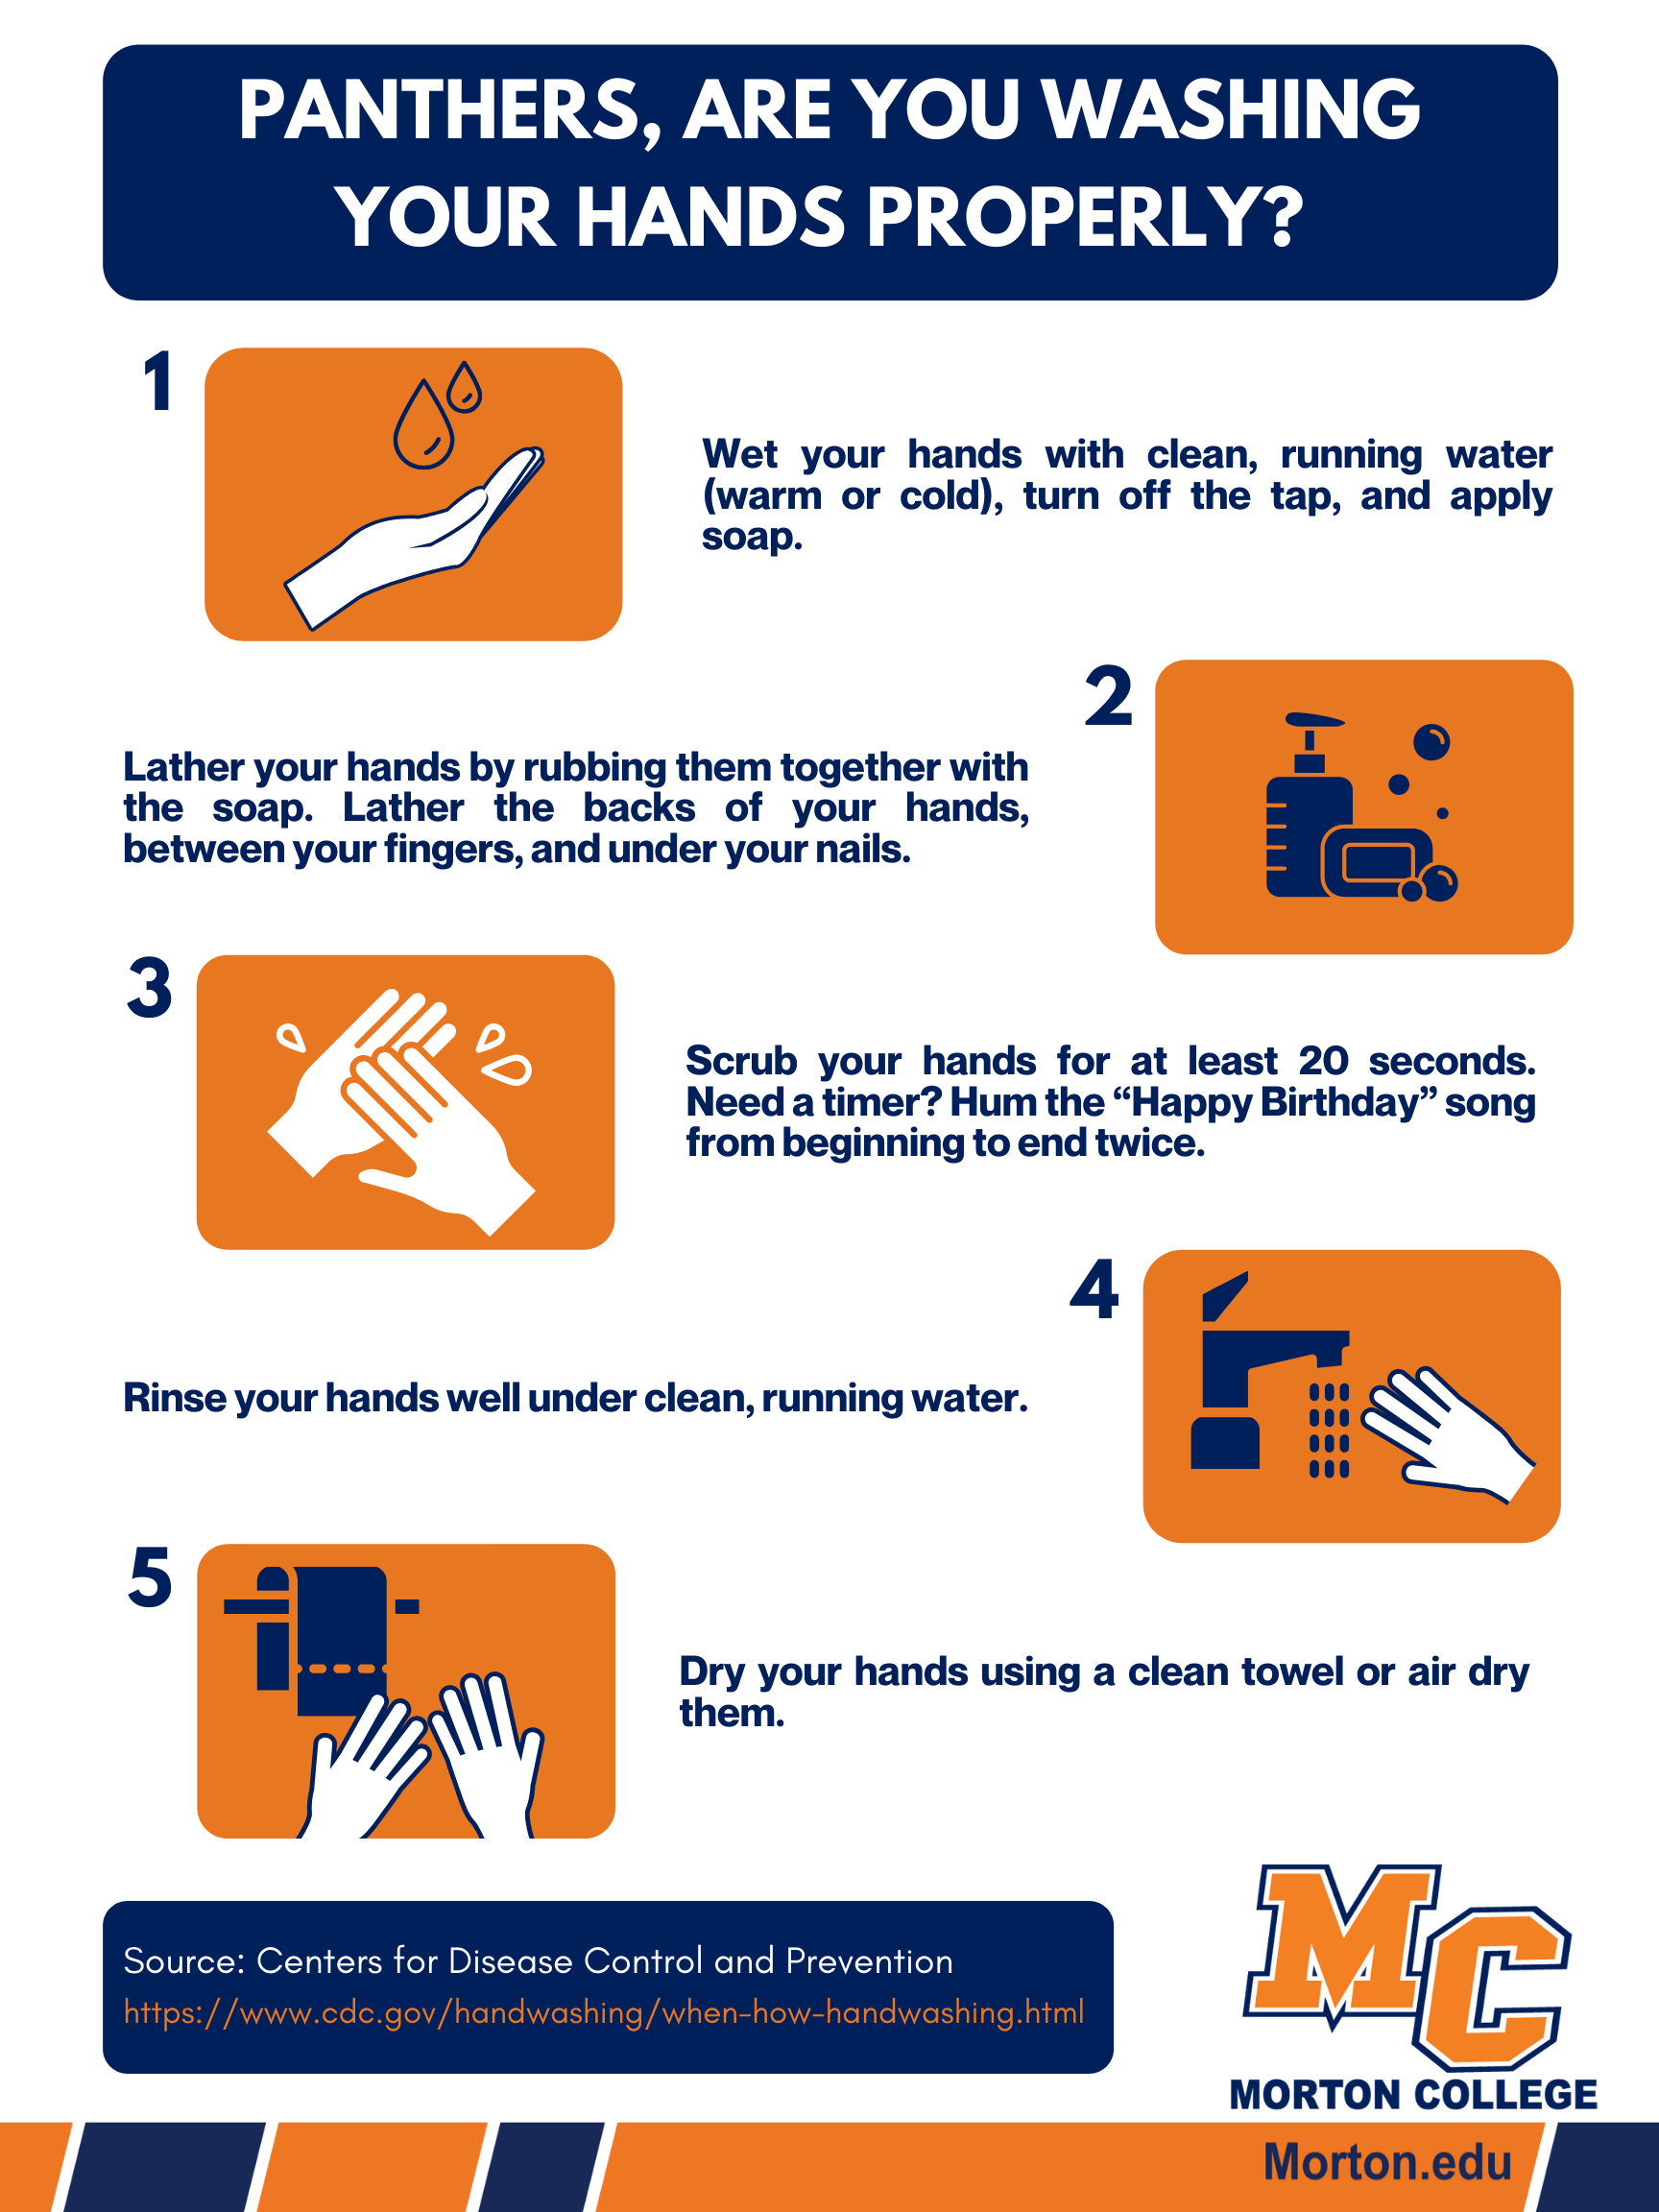 PANTHERS, ARE YOU WASHING
YOUR HANDS PROPERLY?
1
Wet your hands with clean, running water
(warm or cold), turn off the tap, and apply
soap.
2
Lather your hands by rubbing them together with
the soap. Lather the backs of your hands,
between your fingers, and under your nails.
3
Scrub your hands for at least 20 seconds.
Need a timer? Hum the “Happy Birthday” song
from beginning to end twice.
4
Rinse your hands well under clean, running water.
5
Dry your hands using a clean towel or air dry
them.
Source: Centers for Disease Control and Prevention
https://www.cdc.gov/handwashing/when-how-handwashing.html
MC
MORTON COLLEGE
Morton.edu